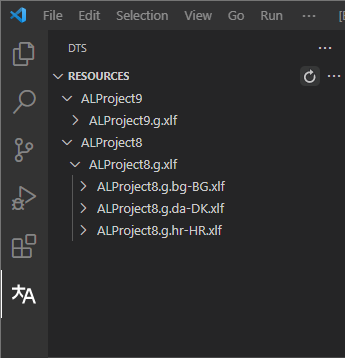 File Edit Selection View Go Run ··· [E
DTS ···
RESOURCES ···
ALProject9
ALProject9.g.xlf
ALProject8
ALProject8.g.xlf
ALProject8.g.bg-BG.xlf
ALProject8.g.da-DK.xlf
ALProject8.g.hr-HR.xlf